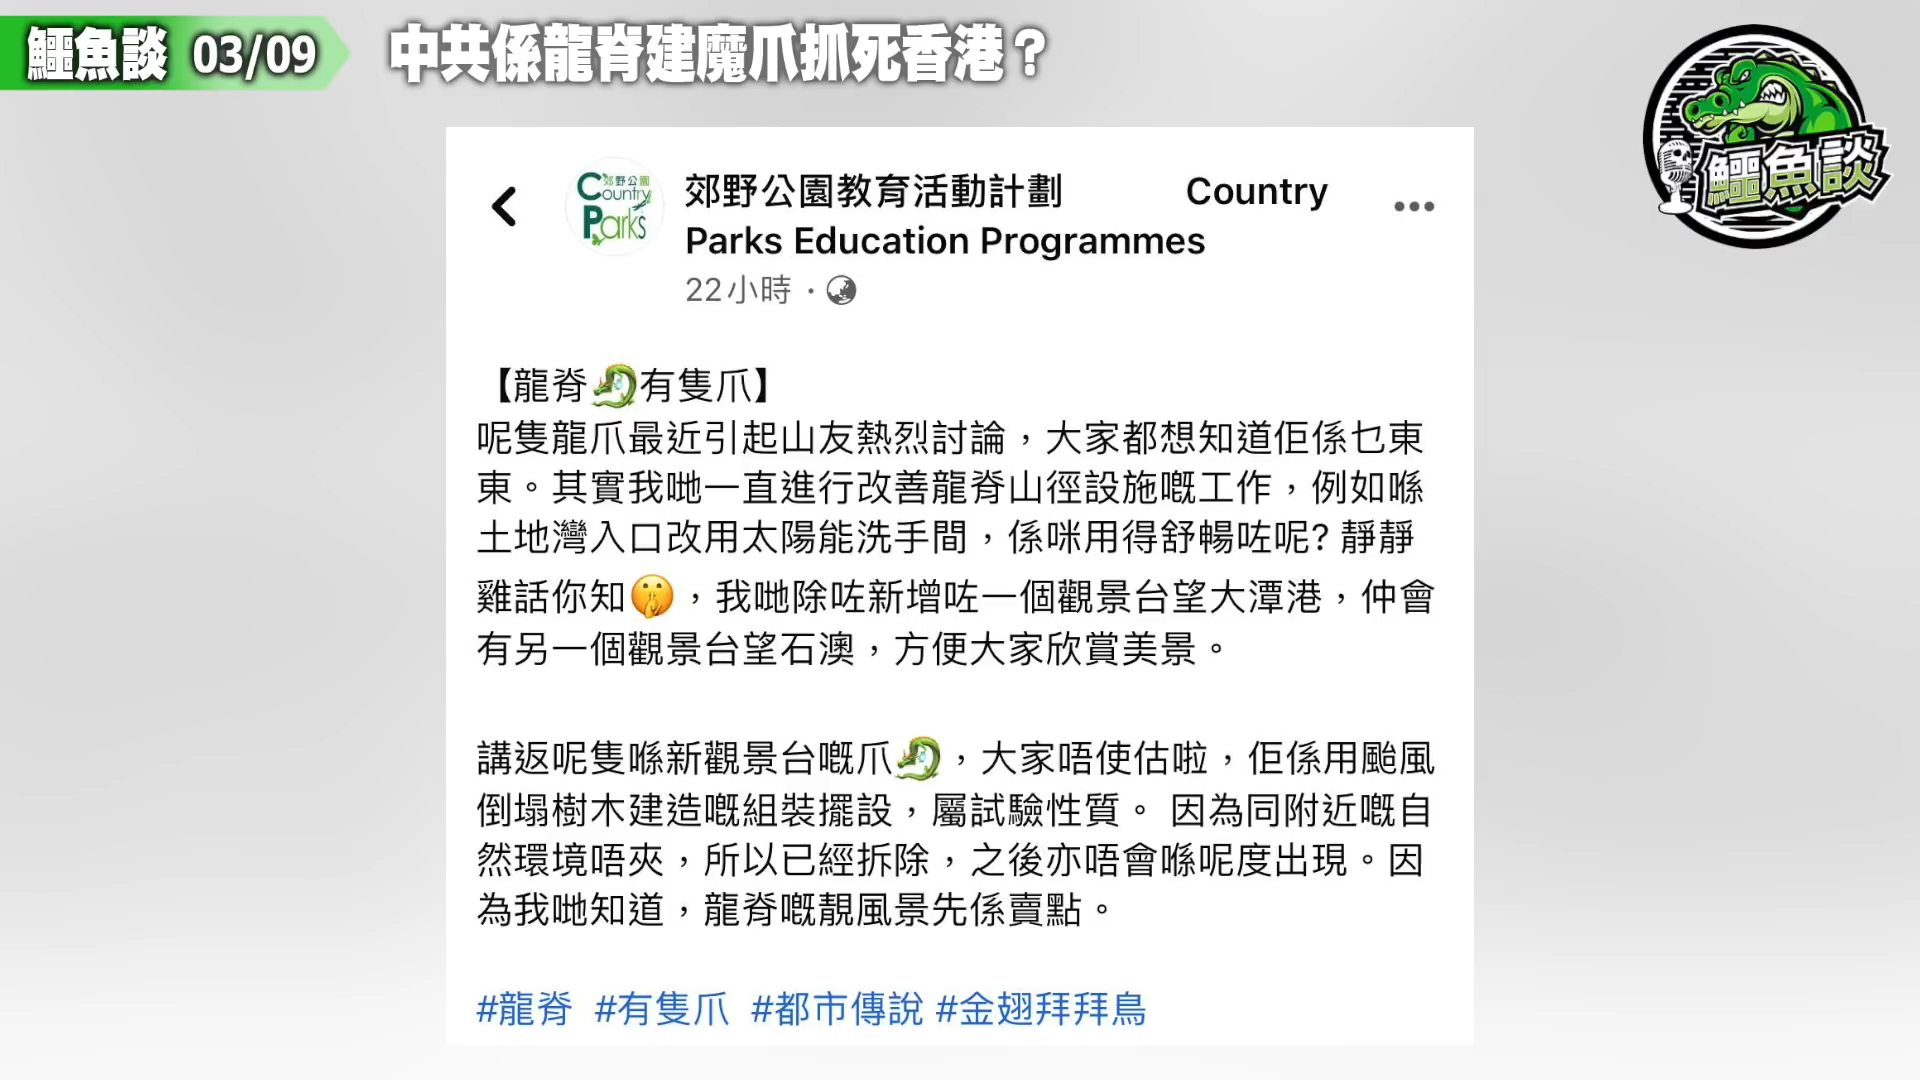 鱷魚談 03/09 中共係龍脊建魔爪抓死香港？
鱷魚談
郊野公園
Country
Parks
郊野公園教育活動計劃 Country
Parks Education Programmes
22小時 ·
【龍脊🐉有隻爪】
呢隻龍爪最近引起山友熱烈討論，大家都想知道佢係乜東
東。其實我哋一直進行改善龍脊山徑設施嘅工作，例如喺
土地灣入口改用太陽能洗手間，係咪用得舒暢咗呢? 靜靜
雞話你知🤫，我哋除咗新增咗一個觀景台望大潭港，仲會
有另一個觀景台望石澳，方便大家欣賞美景。
講返呢隻喺新觀景台嘅爪🐉，大家唔使估啦，佢係用颱風
倒塌樹木建造嘅組裝擺設，屬試驗性質。 因為同附近嘅自
然環境唔夾，所以已經拆除，之後亦唔會喺呢度出現。因
為我哋知道，龍脊嘅靚風景先係賣點。
#龍脊 #有隻爪 #都市傳說 #金翅拜拜鳥